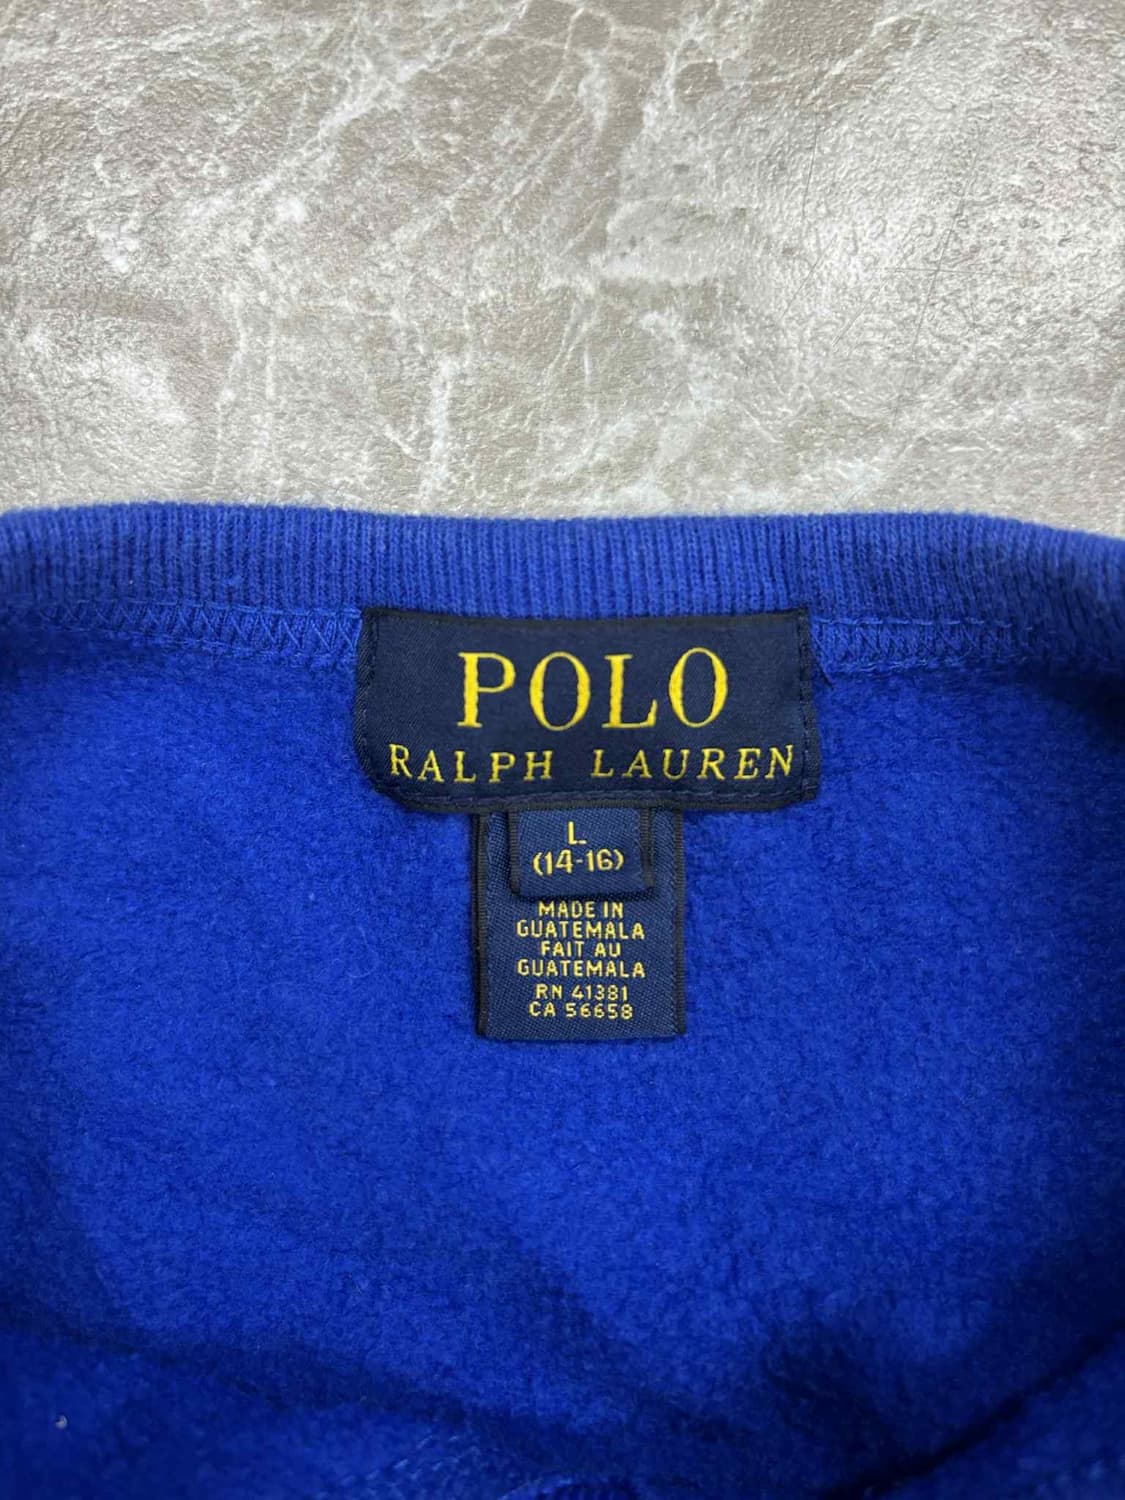 POLO
RALPH LAUREN
L
(14-16)
MADE IN
GUATEMALA
FAIT AU
GUATEMALA
RN 41381
CA 56658